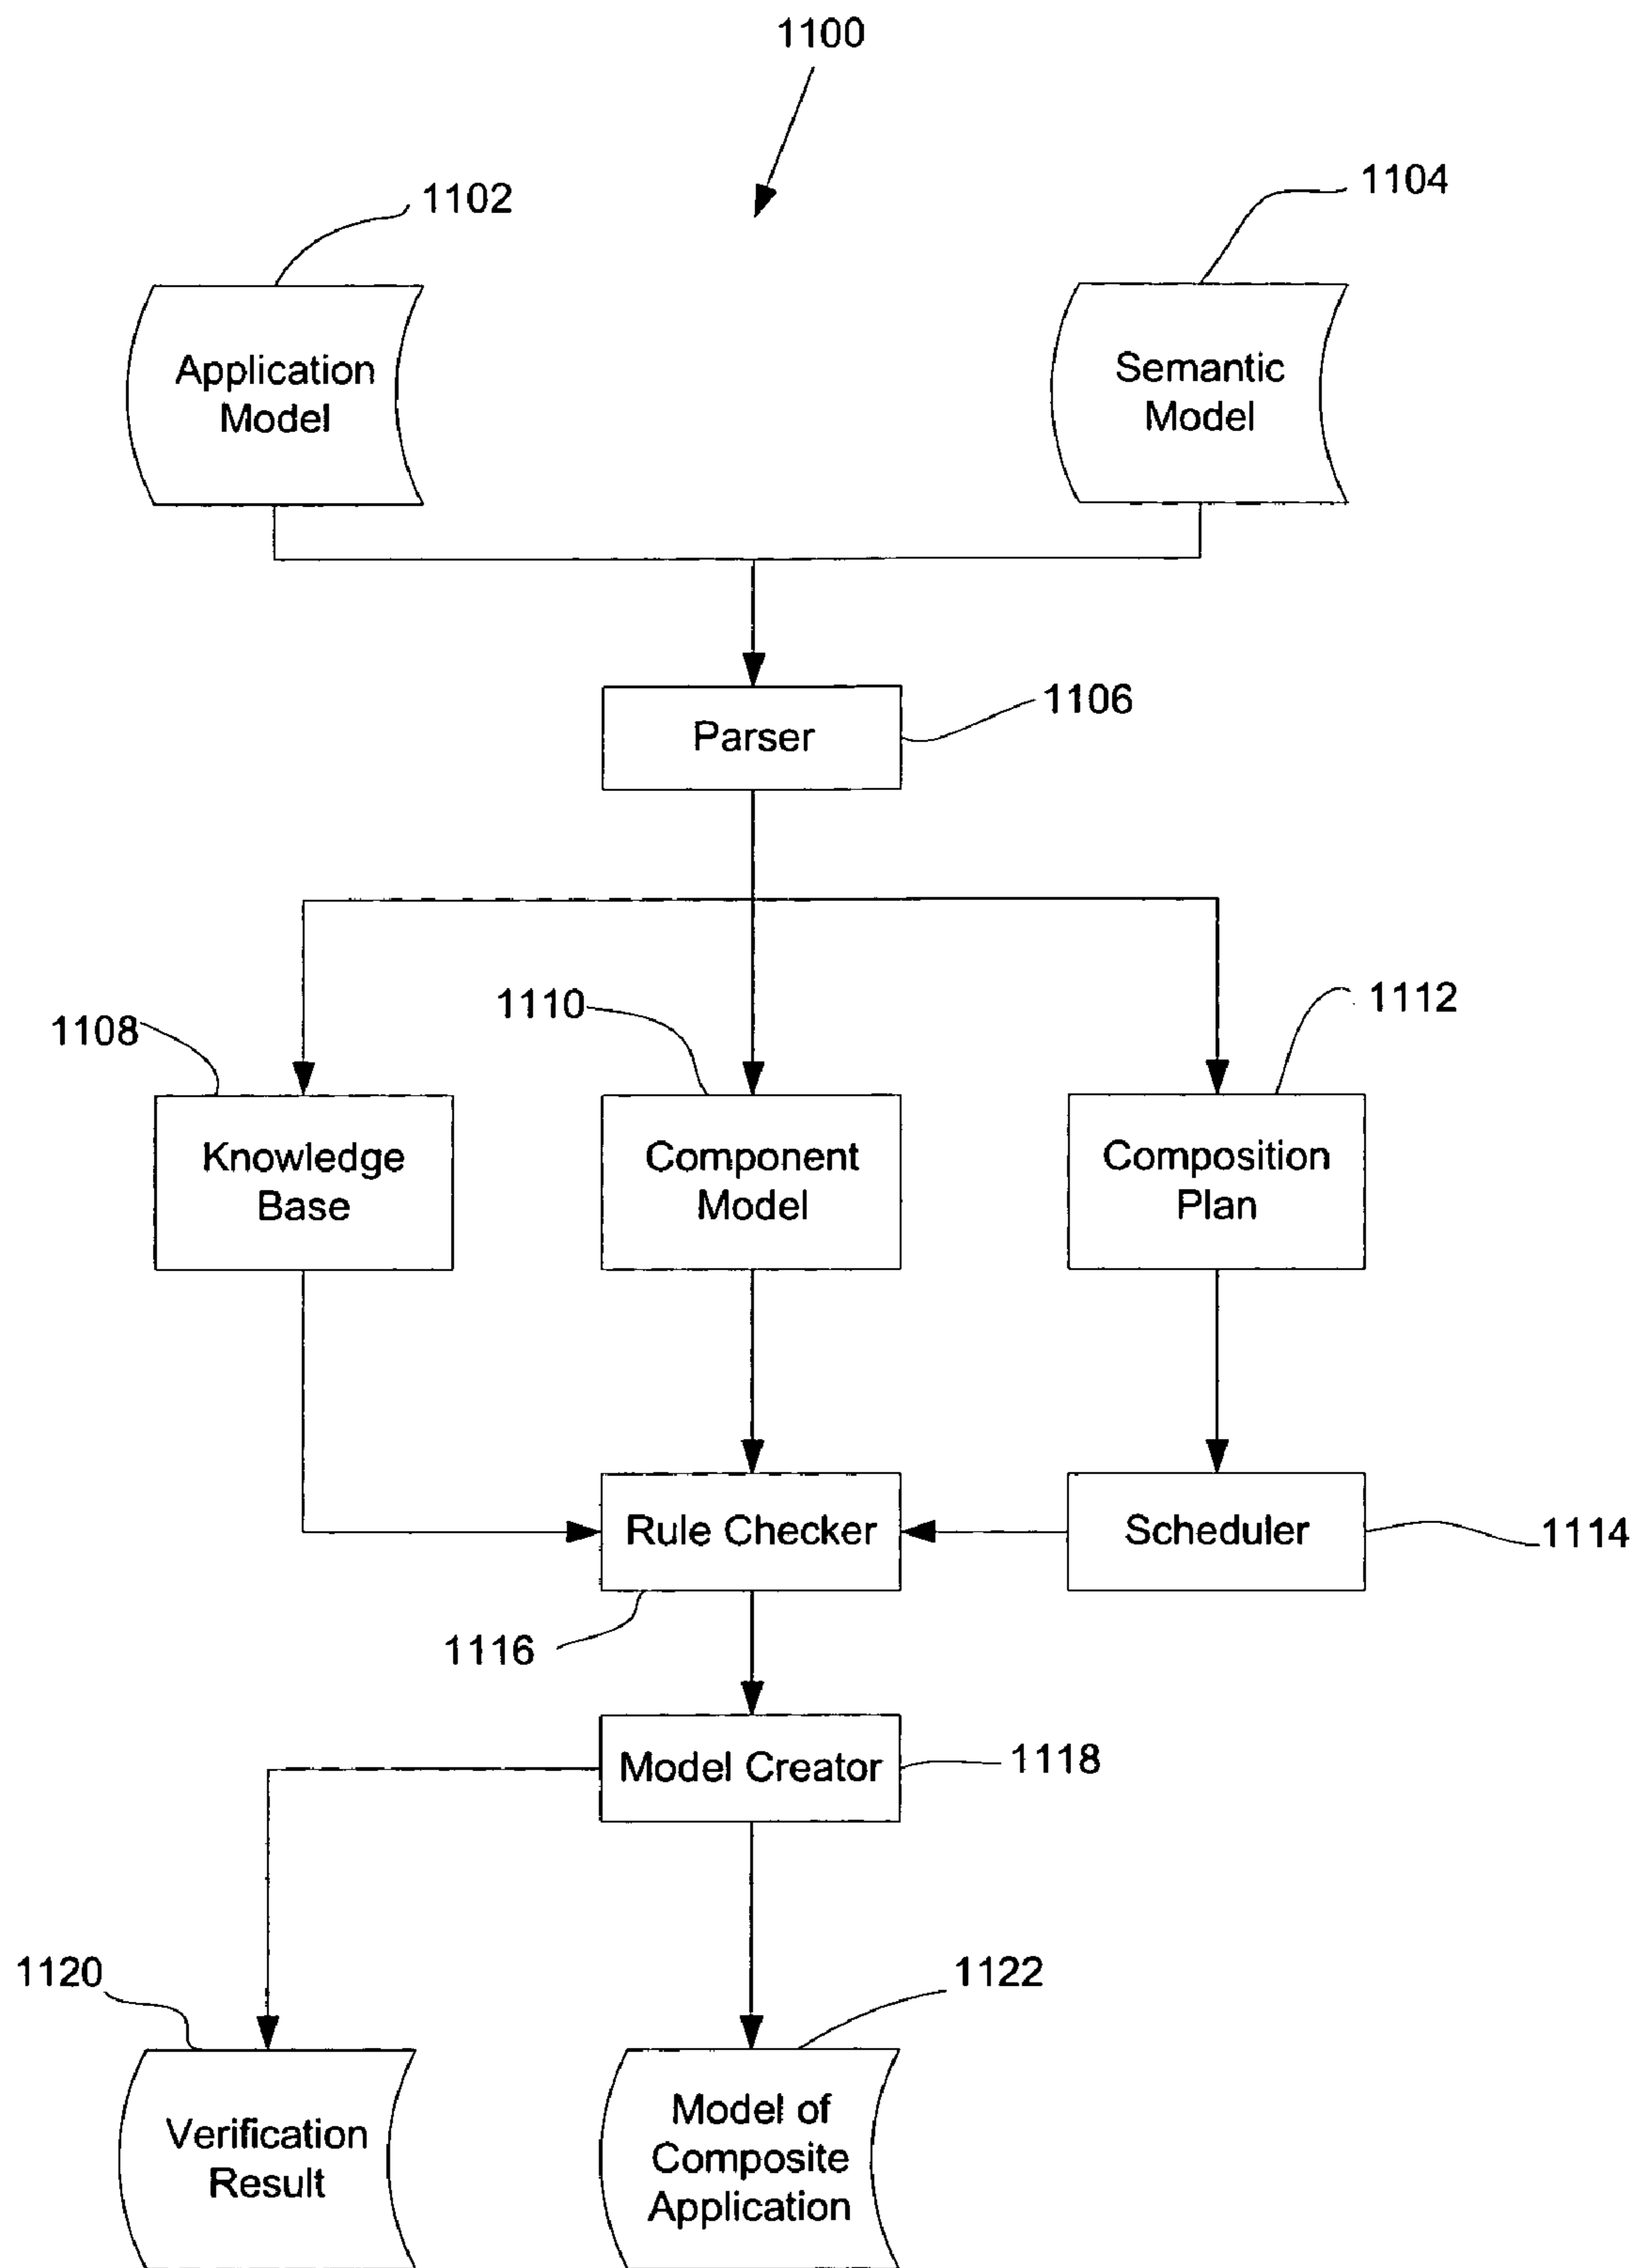 1100
1102
1104
Application
Model
Semantic
Model
Parser
1106
1108
1110
1112
Knowledge
Base
Component
Model
Composition
Plan
Rule Checker
Scheduler
1114
1116
Model Creator
1118
1120
1122
Verification
Result
Model of
Composite
Application